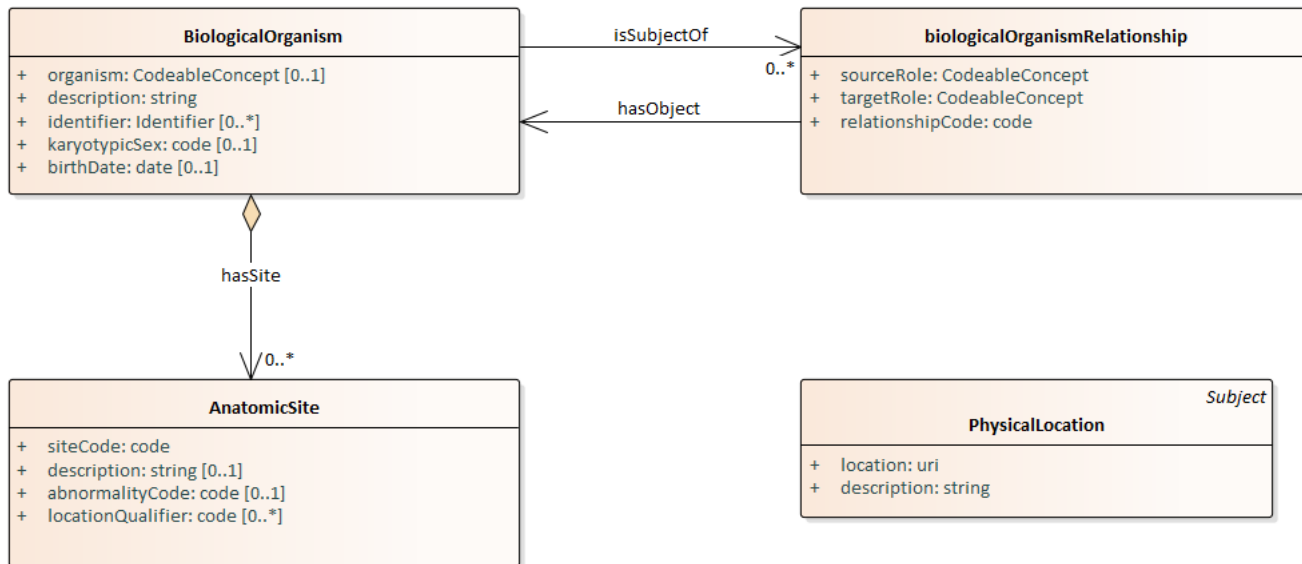 BiologicalOrganism
+ organism: CodeableConcept [0..1]
+ description: string
+ identifier: Identifier [0..*]
+ karyotypicSex: code [0..1]
+ birthDate: date [0..1]
isSubjectOf
0..*
hasObject
biologicalOrganismRelationship
+ sourceRole: CodeableConcept
+ targetRole: CodeableConcept
+ relationshipCode: code
hasSite
0..*
AnatomicSite
+ siteCode: code
+ description: string [0..1]
+ abnormalityCode: code [0..1]
+ locationQualifier: code [0..*]
Subject
PhysicalLocation
+ location: uri
+ description: string